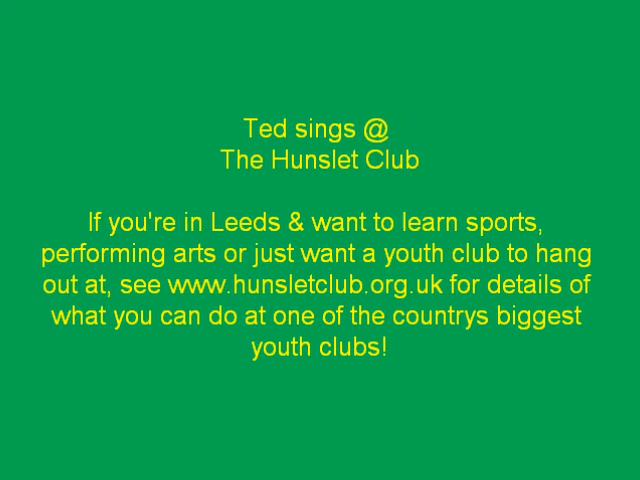 Ted sings @
The Hunslet Club
If you're in Leeds & want to learn sports,
performing arts or just want a youth club to hang
out at, see www.hunsletclub.org.uk for details of
what you can do at one of the countrys biggest
youth clubs!